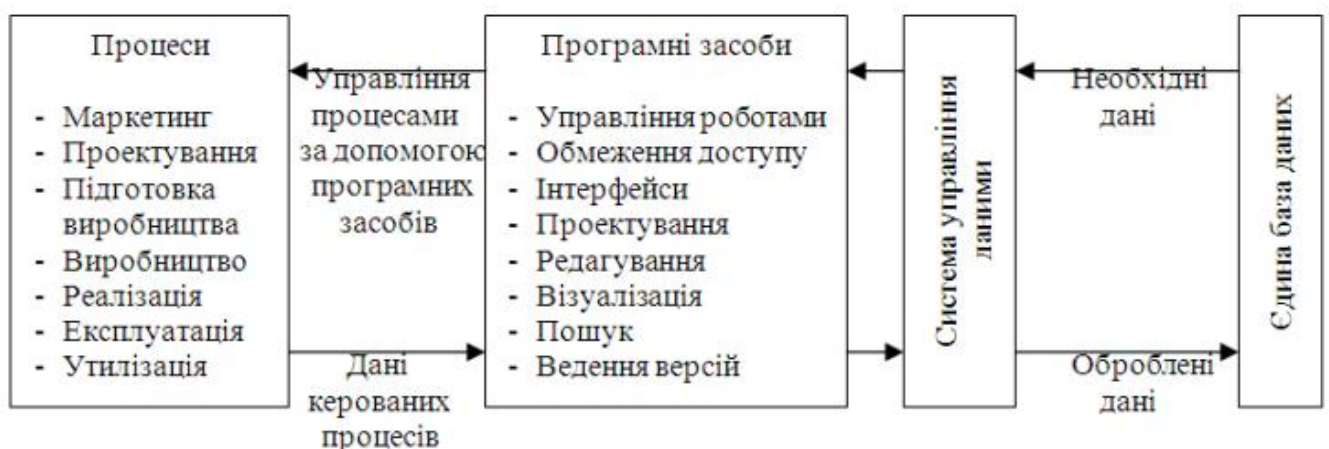 Процеси
- Маркетинг
- Проектування
- Підготовка
виробництва
- Виробництво
- Реалізація
- Експлуатація
- Утилізація
Управління
процесами
за допомогою
програмних
засобів
Дані
керованих
процесів
Програмні засоби
- Управління роботами
- Обмеження доступу
- Інтерфейси
- Проектування
- Редагування
- Візуалізація
- Пошук
- Ведення версій
Система управління
даними
Необхідні
дані
Оброблені
дані
Єдина база даних